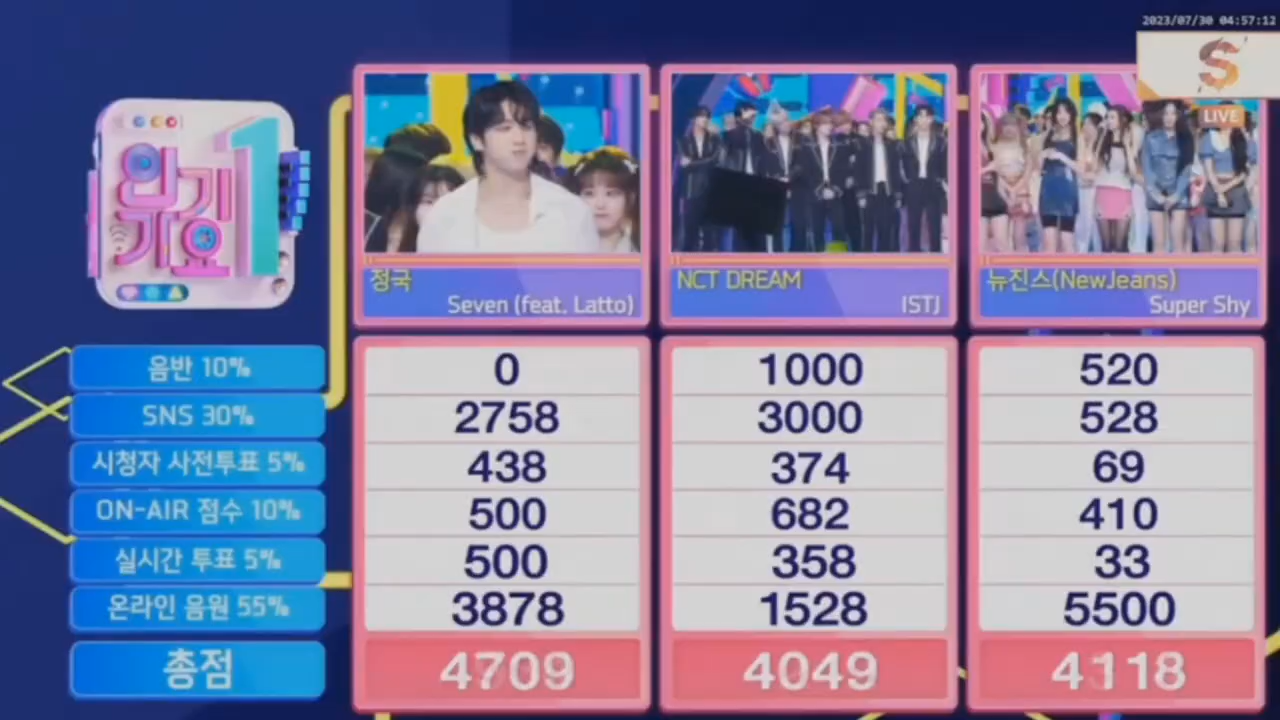 2023/07/30 04:57:12
S
LIVE
인기가요
1
정국
Seven (feat. Latto)
NCT DREAM
ISTJ
뉴진스(NewJeans)
Super Shy
음반 10% 0 1000 520
SNS 30% 2758 3000 528
시청자 사전투표 5% 438 374 69
ON-AIR 점수 10% 500 682 410
실시간 투표 5% 500 358 33
온라인 음원 55% 3878 1528 5500
총점 4709 4049 4118